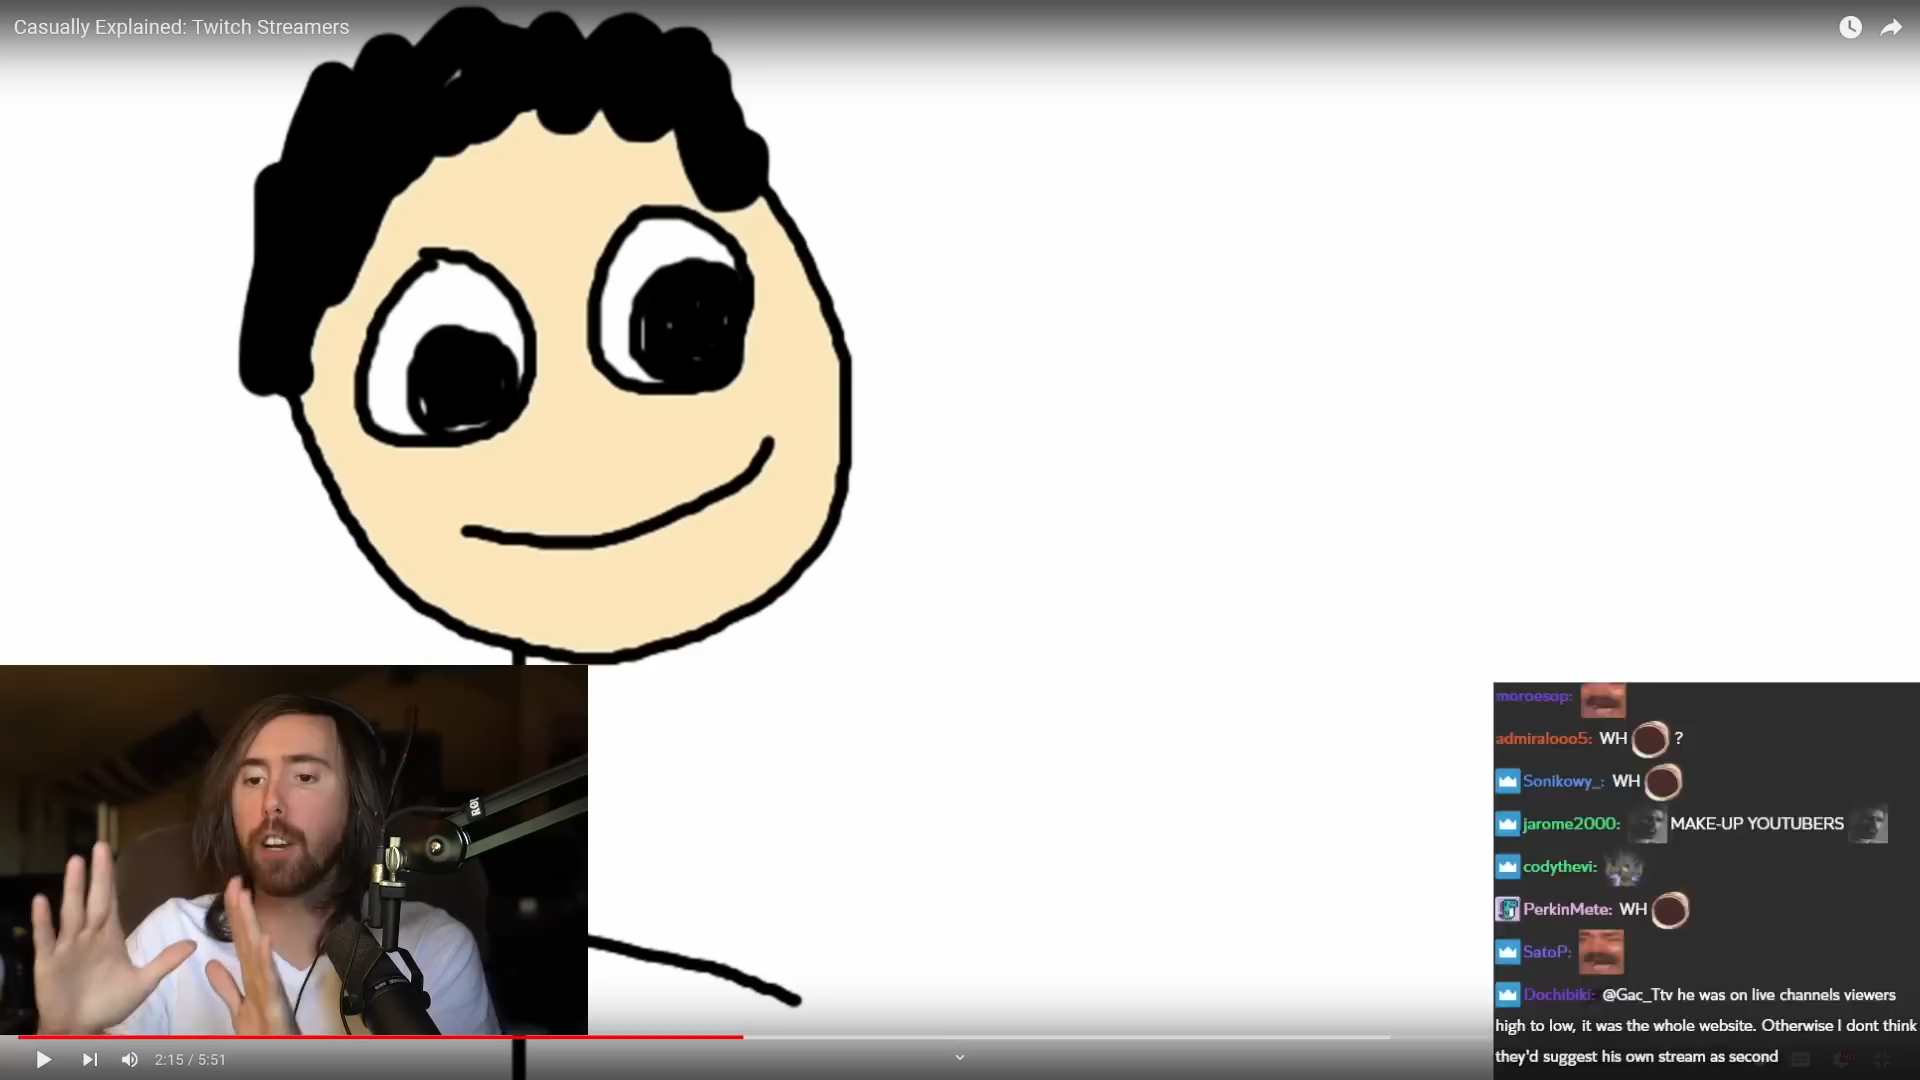 Casually Explained: Twitch Streamers
moroesop:
admiralooo5: WH ?
Sonikowy_: WH
jarome2000: MAKE-UP YOUTUBERS
codythevi:
PerkinMete: WH
SatoP:
Dochibiki: @Gac_Ttv he was on live channels viewers
high to low, it was the whole website. Otherwise I dont think
they'd suggest his own stream as second
2:15 / 5:51